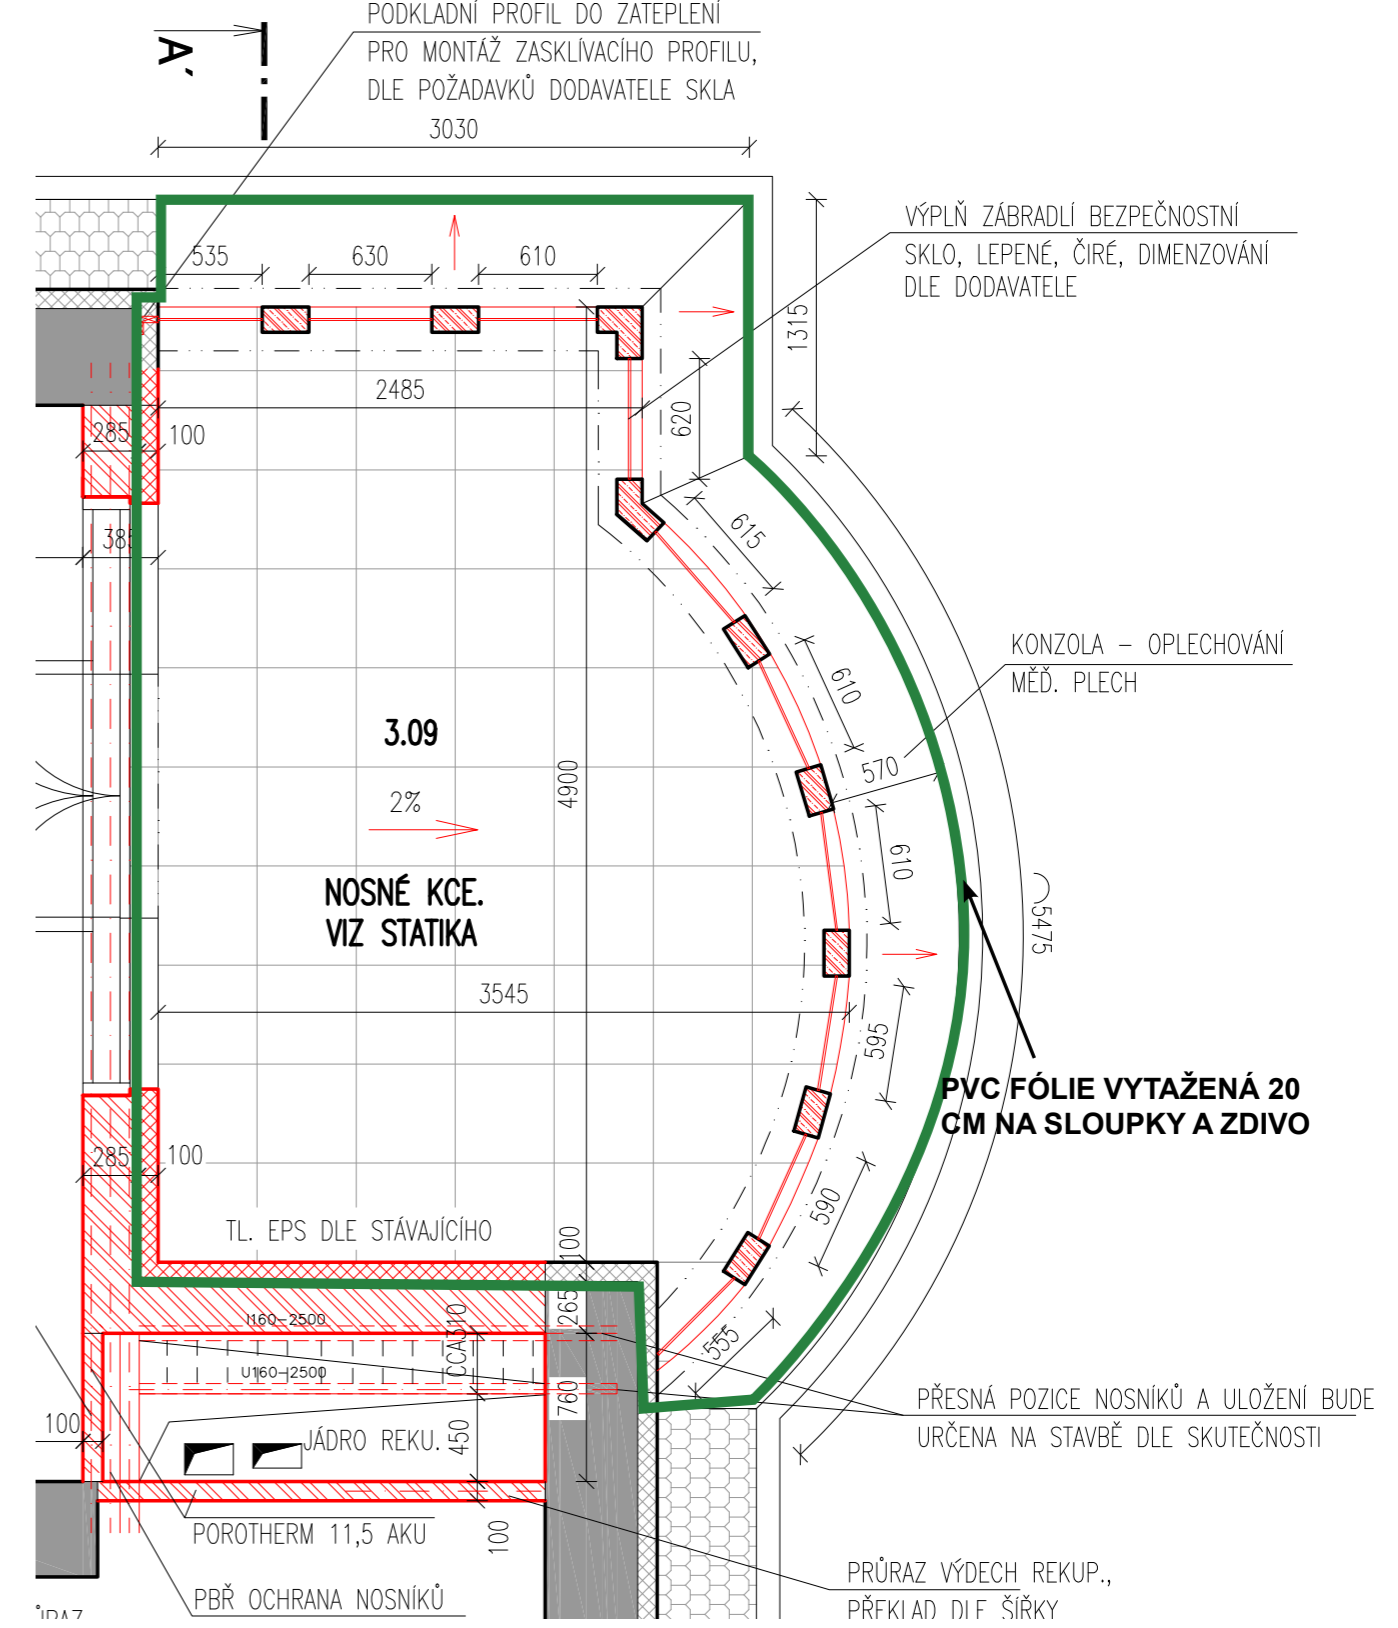 PODKLADNÍ PROFIL DO ZATEPLENÍ
PRO MONTÁŽ ZASKLÍVACÍHO PROFILU,
DLE POŽADAVKŮ DODAVATELE SKLA
A´
3030
VÝPLŇ ZÁBRADLÍ BEZPEČNOSTNÍ
SKLO, LEPENÉ, ČIRÉ, DIMENZOVÁNÍ
DLE DODAVATELE
535
630
610
1315
2485
620
285
100
385
615
KONZOLA – OPLECHOVÁNÍ
MĚĎ. PLECH
610
570
3.09
2%
4900
610
NOSNÉ KCE.
VIZ STATIKA
5475
3545
595
PVC FÓLIE VYTAŽENÁ 20
CM NA SLOUPKY A ZDIVO
285
100
590
TL. EPS DLE STÁVAJÍCÍHO
100
265
I160-2500
CCA310
555
U160-2500
760
PŘESNÁ POZICE NOSNÍKŮ A ULOŽENÍ BUDE
URČENA NA STAVBĚ DLE SKUTEČNOSTI
100
JÁDRO REKU.
450
POROTHERM 11,5 AKU
100
PRŮRAZ VÝDECH REKUP.,
PŘEKLAD DLE ŠÍŘKY
PBŘ OCHRANA NOSNÍKŮ